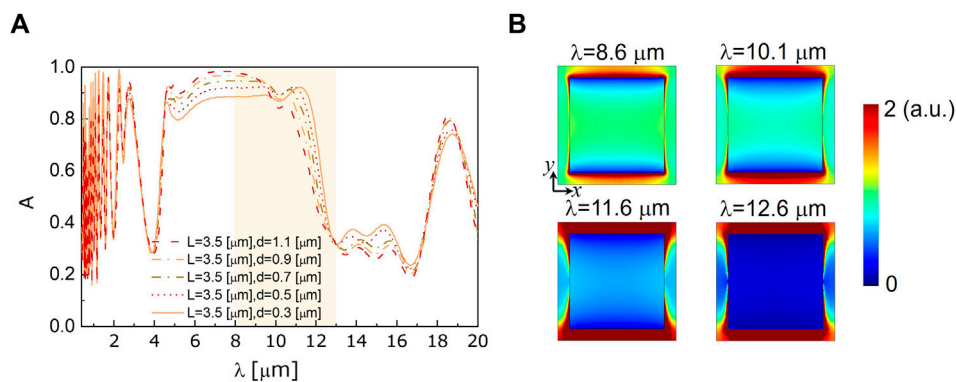 A
B
1.0
0.8
0.6
0.4
0.2
0.0
A
L=3.5 [μm],d=1.1 [μm]
L=3.5 [μm],d=0.9 [μm]
L=3.5 [μm],d=0.7 [μm]
L=3.5 [μm],d=0.5 [μm]
L=3.5 [μm],d=0.3 [μm]
2 4 6 8 10 12 14 16 18 20
λ [μm]
λ=8.6 μm
λ=10.1 μm
y
x
λ=11.6 μm
λ=12.6 μm
2 (a.u.)
0